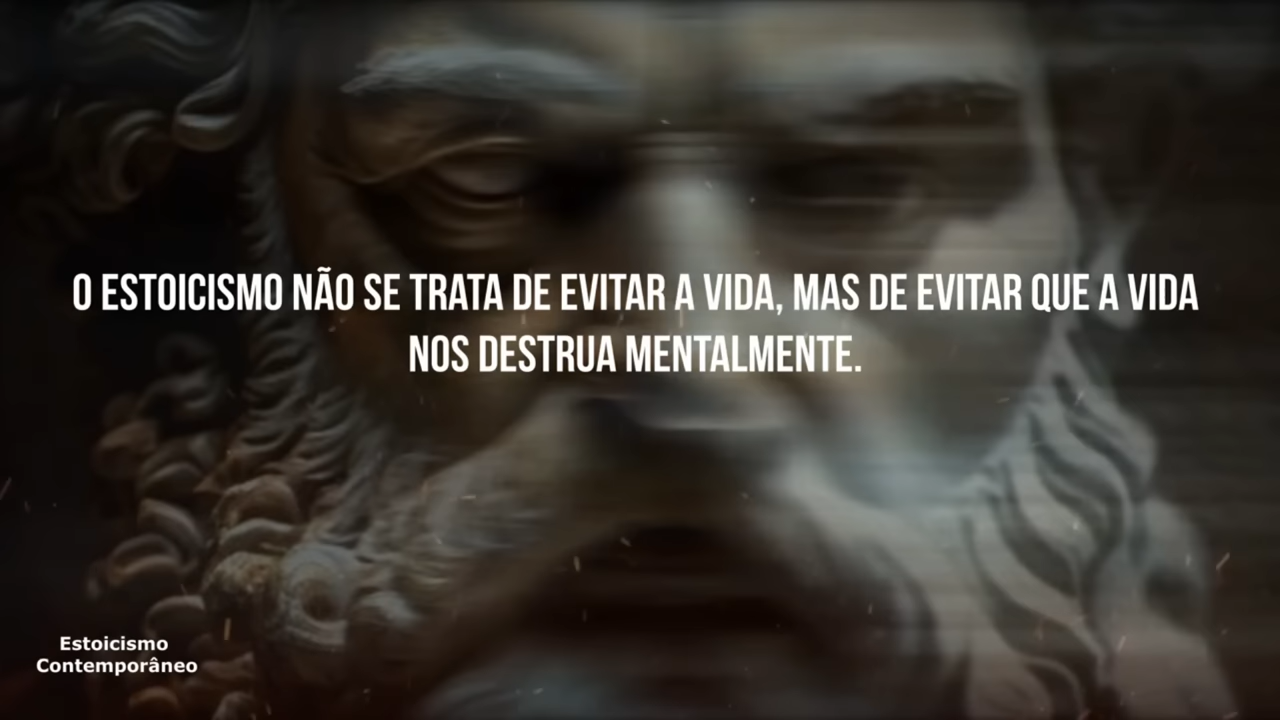 O ESTOICISMO NÃO SE TRATA DE EVITAR A VIDA, MAS DE EVITAR QUE A VIDA
NOS DESTRUA MENTALMENTE.
Estoicismo
Contemporâneo